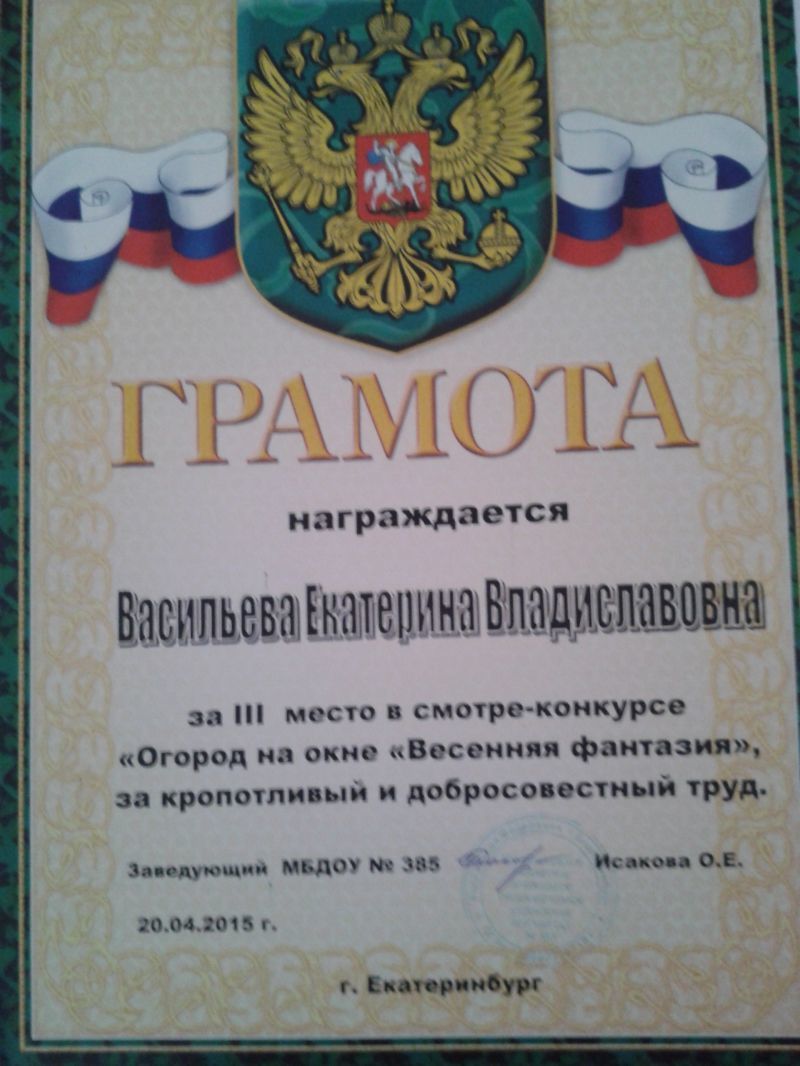 ГРАМОТА
награждается
Васильева Екатерина Владиславовна
за III место в смотре-конкурсе
«Огород на окне «Весенняя фантазия»,
за кропотливый и добросовестный труд.
Заведующий МБДОУ № 385 Исакова О.Е.
20.04.2015 г.
г. Екатеринбург